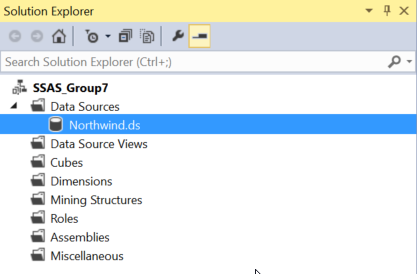 Solution Explorer
Search Solution Explorer (Ctrl+;)
SSAS_Group7
Data Sources
Northwind.ds
Data Source Views
Cubes
Dimensions
Mining Structures
Roles
Assemblies
Miscellaneous